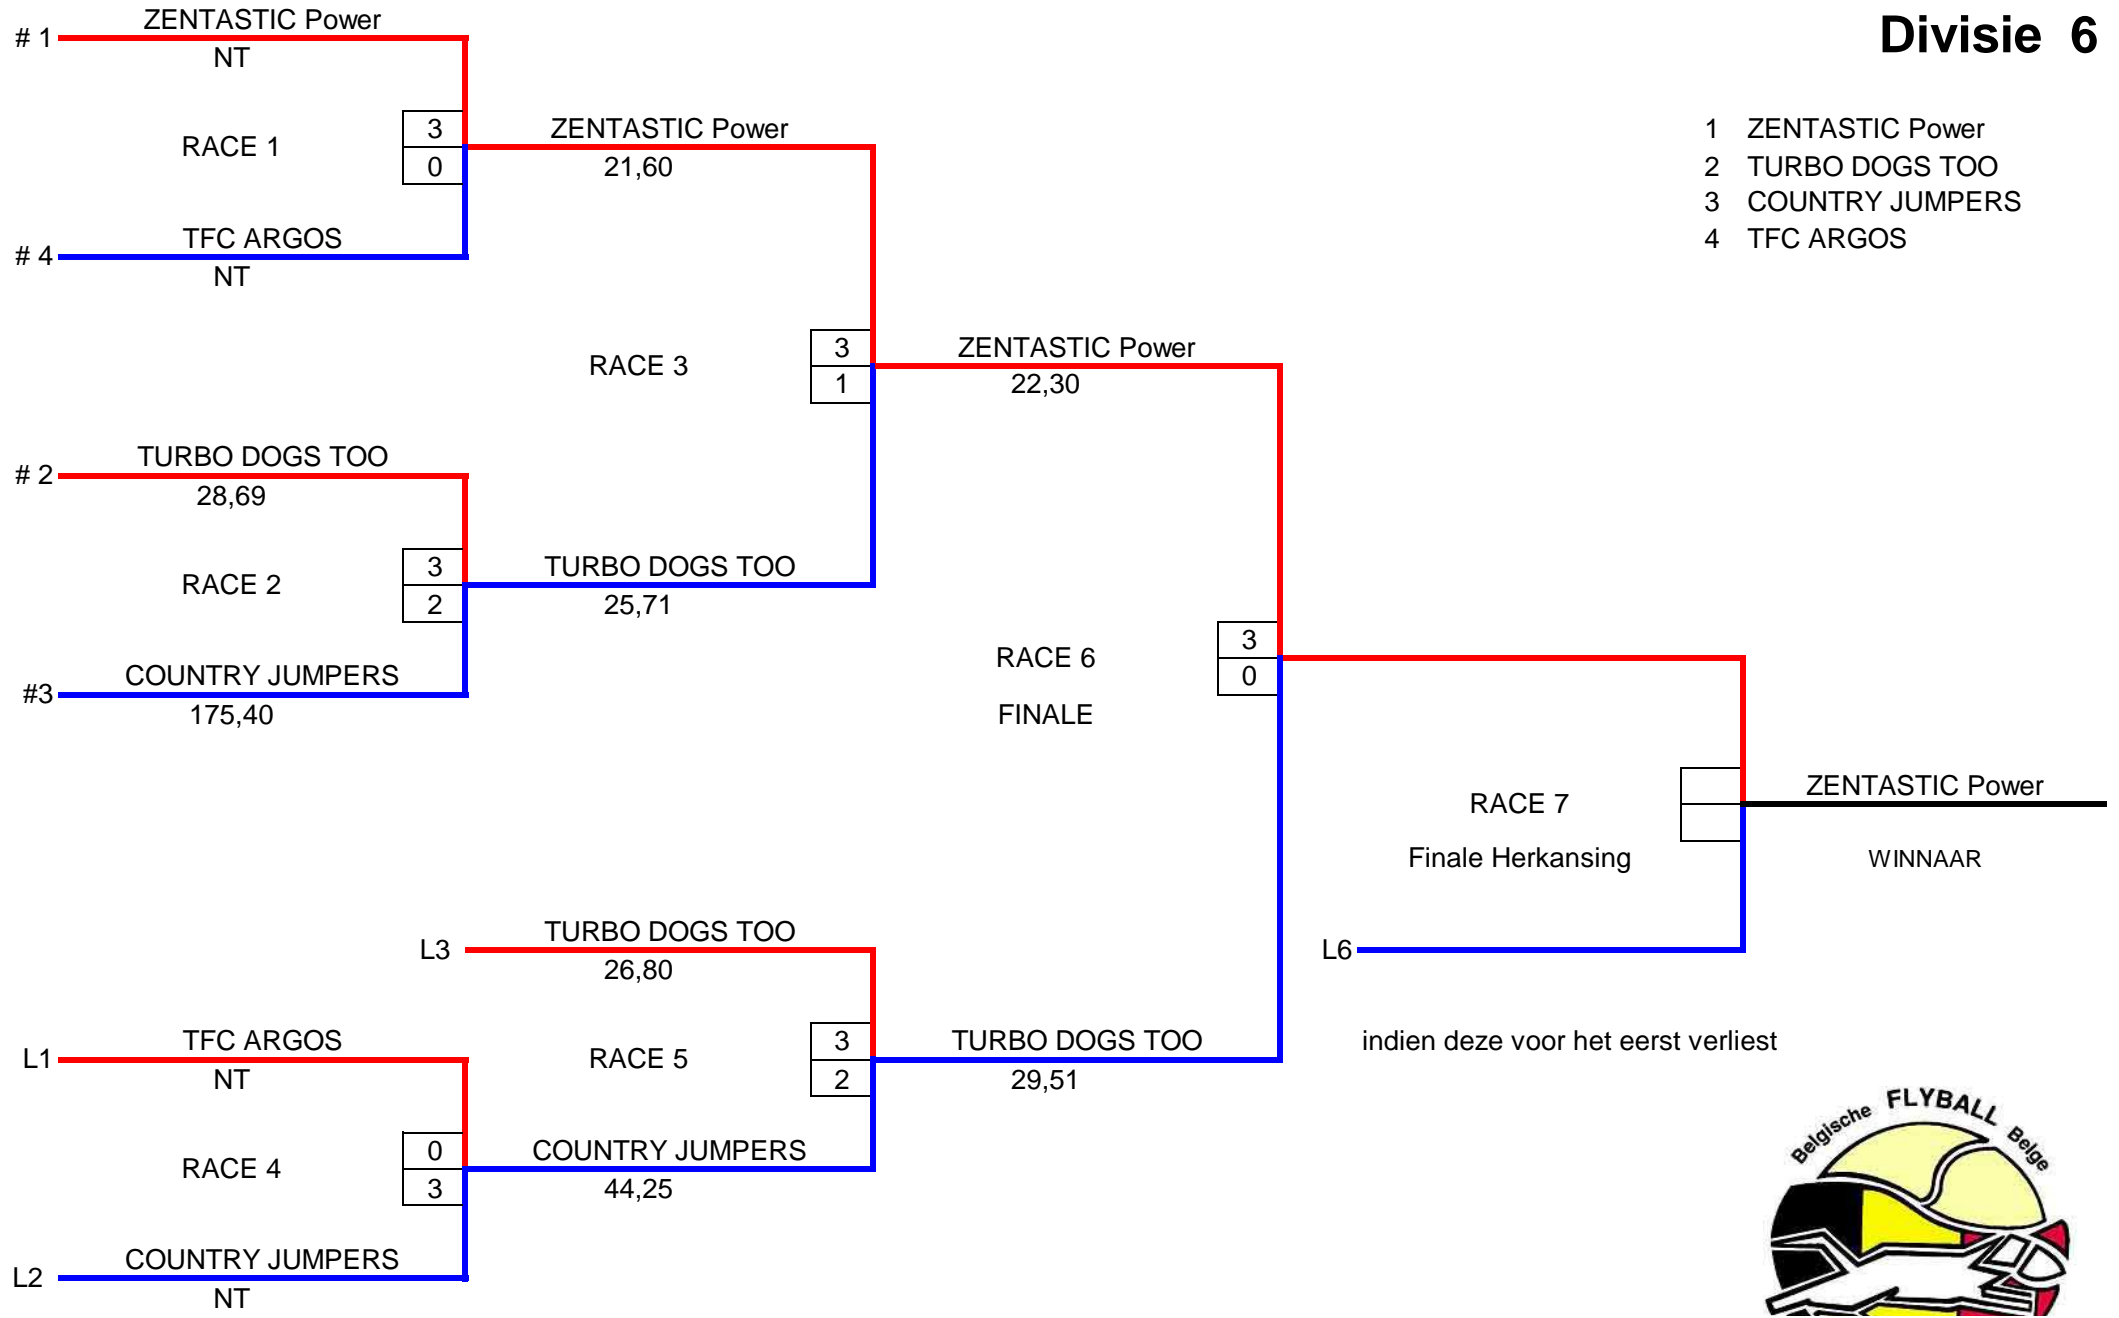 Divisie 6
1 ZENTASTIC Power
2 TURBO DOGS TOO
3 COUNTRY JUMPERS
4 TFC ARGOS
# 1
ZENTASTIC Power
NT
RACE 1
3
0
# 4
TFC ARGOS
NT
ZENTASTIC Power
21,60
RACE 3
3
1
# 2
TURBO DOGS TOO
28,69
RACE 2
3
2
#3
COUNTRY JUMPERS
175,40
TURBO DOGS TOO
25,71
ZENTASTIC Power
22,30
RACE 6
FINALE
3
0
RACE 7
Finale Herkansing
ZENTASTIC Power
WINNAAR
L6
indien deze voor het eerst verliest
L3
TURBO DOGS TOO
26,80
RACE 5
3
2
TURBO DOGS TOO
29,51
L1
TFC ARGOS
NT
RACE 4
0
3
COUNTRY JUMPERS
44,25
L2
COUNTRY JUMPERS
NT
Belgische FLYBALL Belge